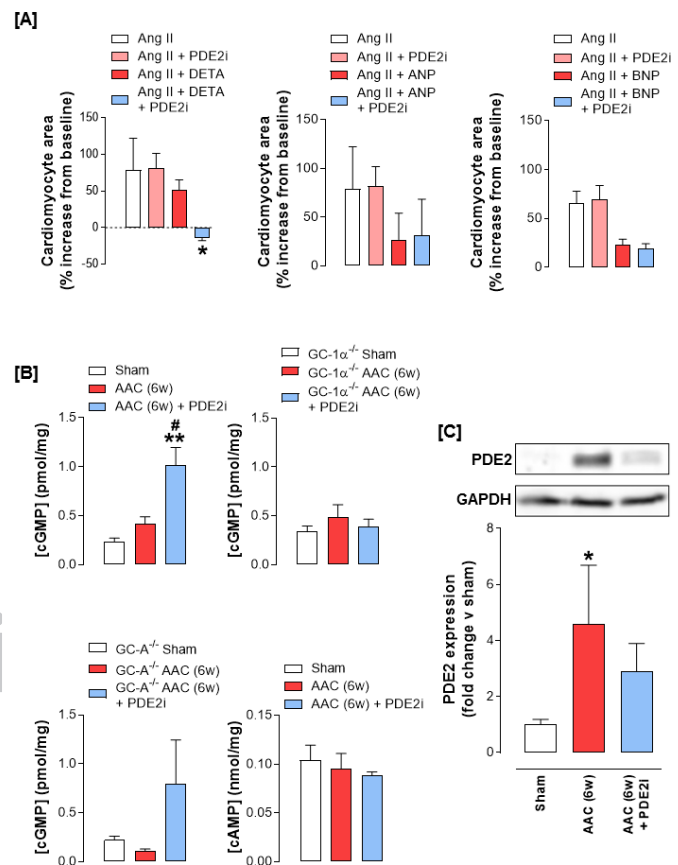 [A]
Ang II
Ang II + PDE2i
Ang II + DETA
Ang II + DETA
+ PDE2i
Cardiomyocyte area
(% increase from baseline)
150
100
50
0
-50
*
Ang II
Ang II + PDE2i
Ang II + ANP
Ang II + ANP
+ PDE2i
Cardiomyocyte area
(% increase from baseline)
150
100
50
0
Ang II
Ang II + PDE2i
Ang II + BNP
Ang II + BNP
+ PDE2i
Cardiomyocyte area
(% increase from baseline)
150
100
50
0
[B]
Sham
AAC (6w)
AAC (6w) + PDE2i
[cGMP] (pmol/mg)
1.5
1.0
0.5
0.0
#
**
GC-1α-/- Sham
GC-1α-/- AAC (6w)
GC-1α-/- AAC (6w)
+ PDE2i
[cGMP] (pmol/mg)
1.5
1.0
0.5
0.0
GC-A-/- Sham
GC-A-/- AAC (6w)
GC-A-/- AAC (6w)
+ PDE2i
[cGMP] (pmol/mg)
1.5
1.0
0.5
0.0
Sham
AAC (6w)
AAC (6w) + PDE2i
[cAMP] (nmol/mg)
0.15
0.10
0.05
0.00
[C]
PDE2
GAPDH
PDE2 expression
(fold change v sham)
8
6
4
2
0
*
Sham
AAC (6w)
AAC (6w)
+ PDE2i